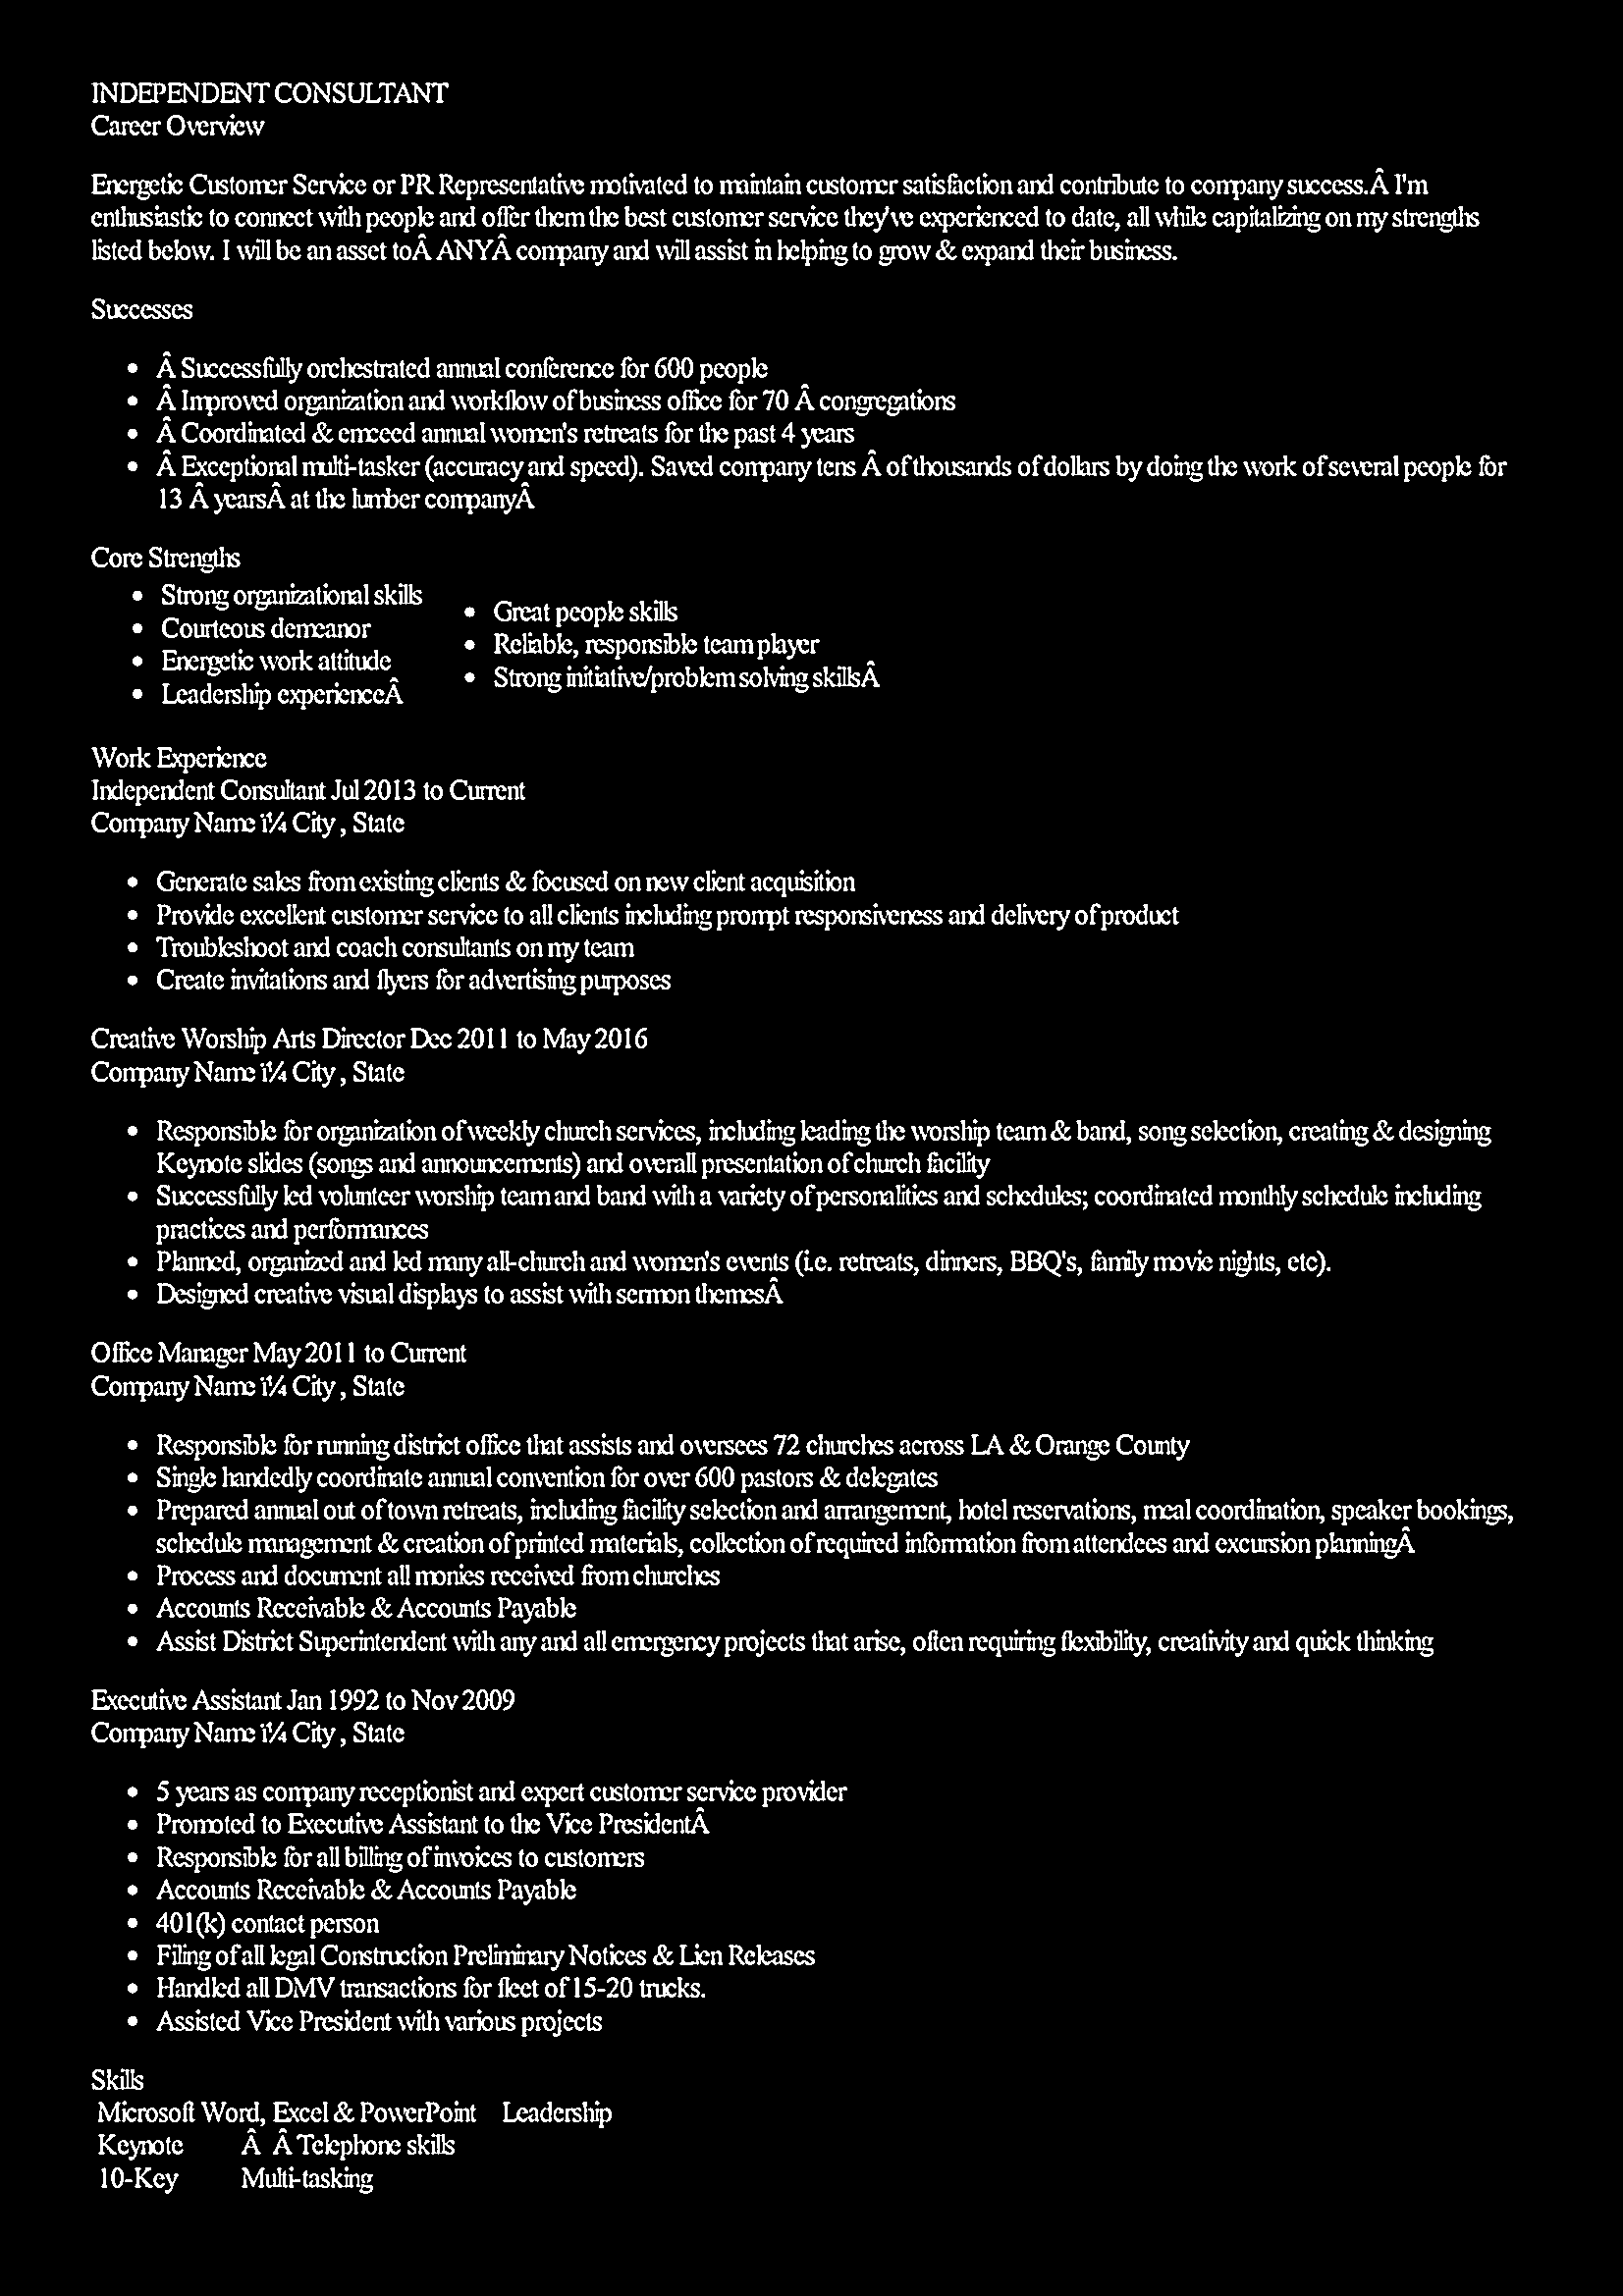 INDEPENDENT CONSULTANT
Career Overview
Energetic Customer Service or PR Representative motivated to maintain customer satisfaction and contribute to company success.Â I'm
enthusiastic to connect with people and offer them the best customer service they've experienced to date, all while capitalizing on my strengths
listed below. I will be an asset toÂ ANYÂ company and will assist in helping to grow & expand their business.
Successes
• Â Successfully orchestrated annual conference for 600 people
• Â Improved organization and workflow of business office for 70 Â congregations
• Â Coordinated & emceed annual women's retreats for the past 4 years
• Â Exceptional multi-tasker (accuracy and speed). Saved company tens Â of thousands of dollars by doing the work of several people for
13 Â yearsÂ at the lumber companyÂ
Core Strengths
• Strong organizational skills
• Courteous demeanor
• Energetic work attitude
• Leadership experienceÂ
• Great people skills
• Reliable, responsible team player
• Strong initiative/problem solving skillsÂ
Work Experience
Independent Consultant Jul 2013 to Current
Company Name ï¼ City , State
• Generate sales from existing clients & focused on new client acquisition
• Provide excellent customer service to all clients including prompt responsiveness and delivery of product
• Troubleshoot and coach consultants on my team
• Create invitations and flyers for advertising purposes
Creative Worship Arts Director Dec 2011 to May 2016
Company Name ï¼ City , State
• Responsible for organization of weekly church services, including leading the worship team & band, song selection, creating & designing
Keynote slides (songs and announcements) and overall presentation of church facility
• Successfully led volunteer worship team and band with a variety of personalities and schedules; coordinated monthly schedule including
practices and performances
• Planned, organized and led many all-church and women's events (i.e. retreats, dinners, BBQ's, family movie nights, etc).
• Designed creative visual displays to assist with sermon themesÂ
Office Manager May 2011 to Current
Company Name ï¼ City , State
• Responsible for running district office that assists and oversees 72 churches across LA & Orange County
• Single handedly coordinate annual convention for over 600 pastors & delegates
• Prepared annual out of town retreats, including facility selection and arrangement, hotel reservations, meal coordination, speaker bookings,
schedule management & creation of printed materials, collection of required information from attendees and excursion planningÂ
• Process and document all monies received from churches
• Accounts Receivable & Accounts Payable
• Assist District Superintendent with any and all emergency projects that arise, often requiring flexibility, creativity and quick thinking
Executive Assistant Jan 1992 to Nov 2009
Company Name ï¼ City , State
• 5 years as company receptionist and expert customer service provider
• Promoted to Executive Assistant to the Vice PresidentÂ
• Responsible for all billing of invoices to customers
• Accounts Receivable & Accounts Payable
• 401(k) contact person
• Filing of all legal Construction Preliminary Notices & Lien Releases
• Handled all DMV transactions for fleet of 15-20 trucks.
• Assisted Vice President with various projects
Skills
Microsoft Word, Excel & PowerPoint Leadership
Keynote Â Â Telephone skills
10-Key Multi-tasking